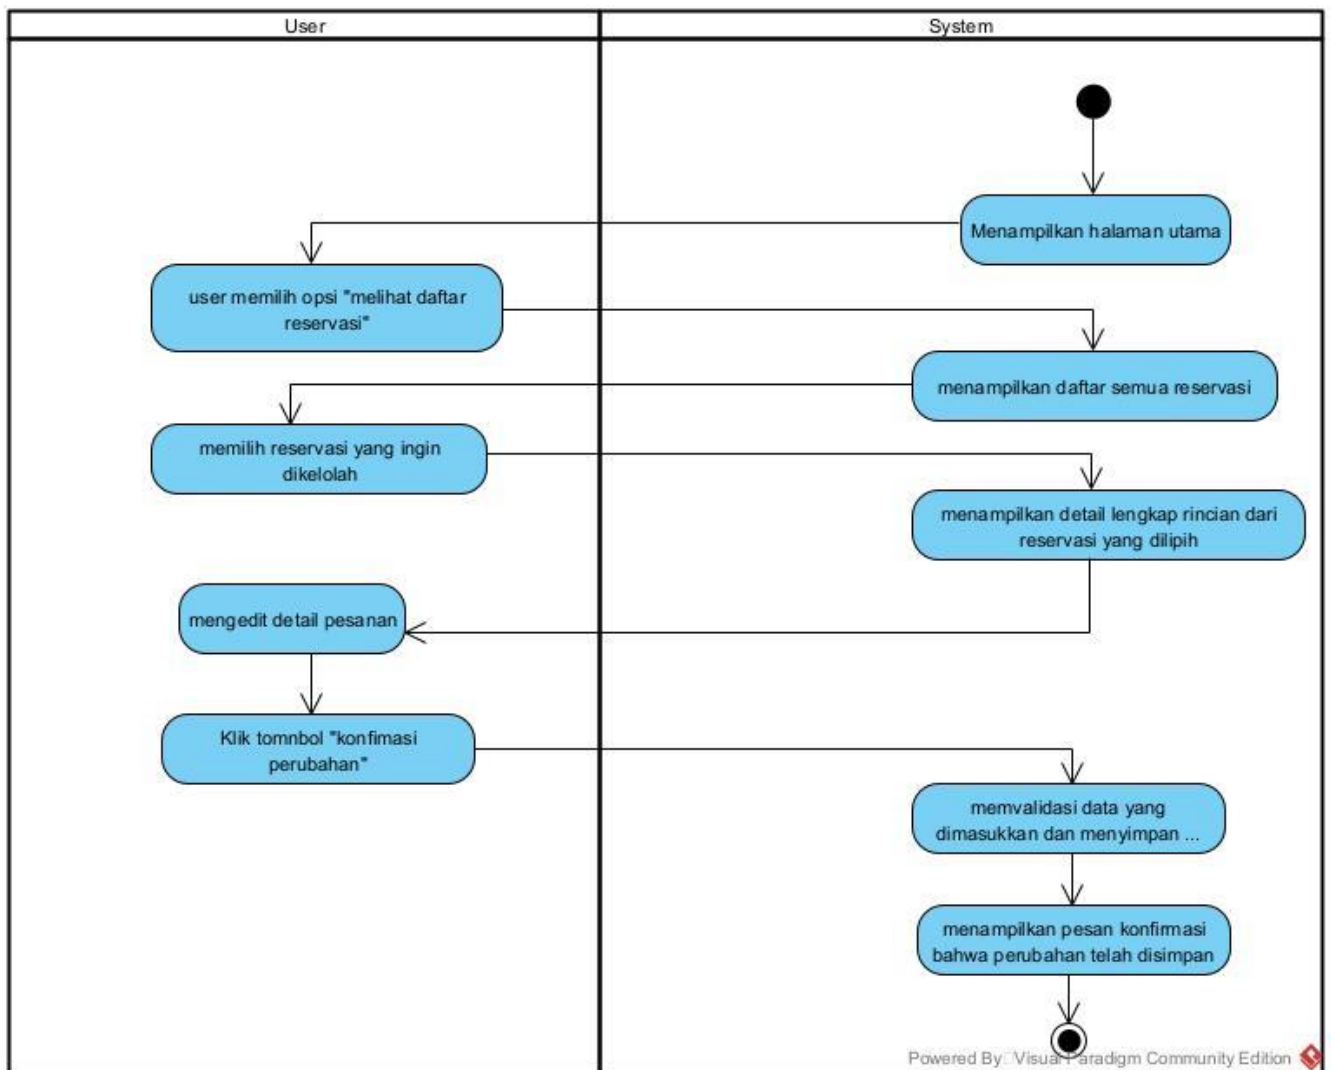 User
System
Menampilkan halaman utama
user memilih opsi "melihat daftar
reservasi"
menampilkan daftar semua reservasi
memilih reservasi yang ingin
dikelolah
menampilkan detail lengkap rincian dari
reservasi yang dilipih
mengedit detail pesanan
Klik tomnbol "konfimasi
perubahan"
memvalidasi data yang
dimasukkan dan menyimpan ...
menampilkan pesan konfirmasi
bahwa perubahan telah disimpan
Powered By Visual Paradigm Community Edition